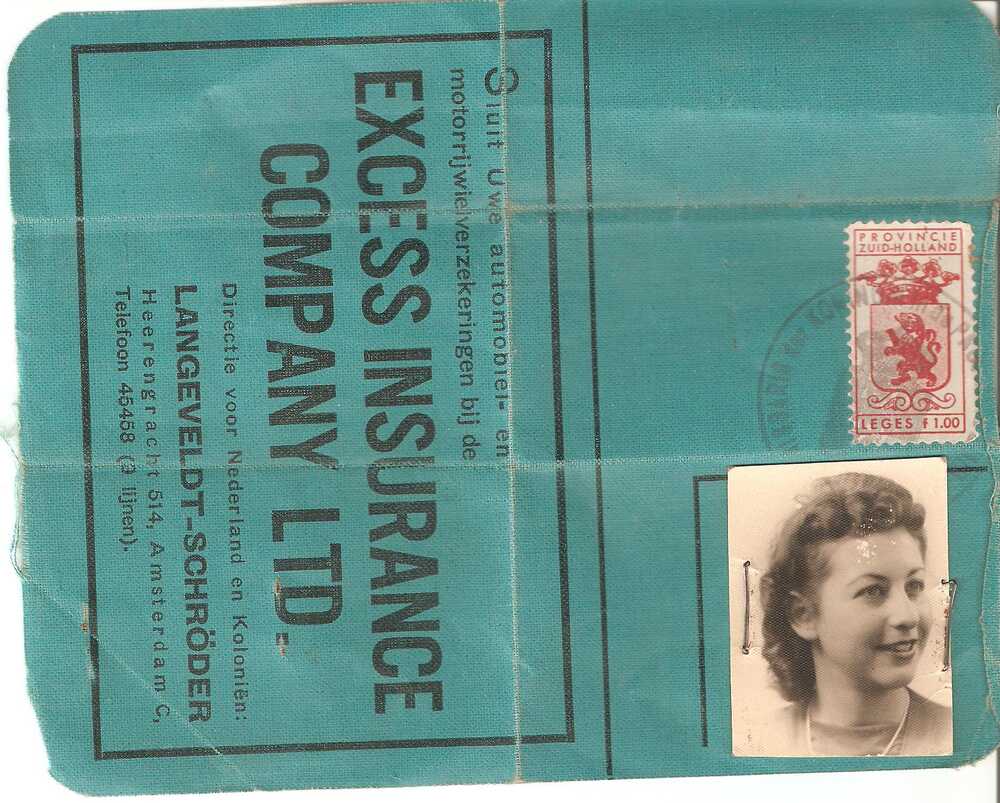 Sluit Uwe automobiel- en
motorrijwielverzekeringen bij de
EXCESS INSURANCE
COMPANY LTD.
Directie voor Nederland en Koloniën:
LANGEVELDT-SCHRÖDER
Heerengracht 514, Amsterdam C,
Telefoon 45458 (3 lijnen).
PROVINCIE
ZUID-HOLLAND
LEGES f 1.00